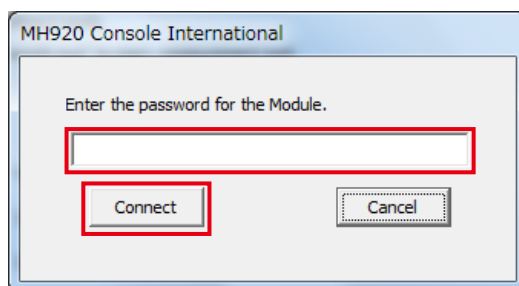 MH920 Console International
Enter the password for the Module.
Connect
Cancel